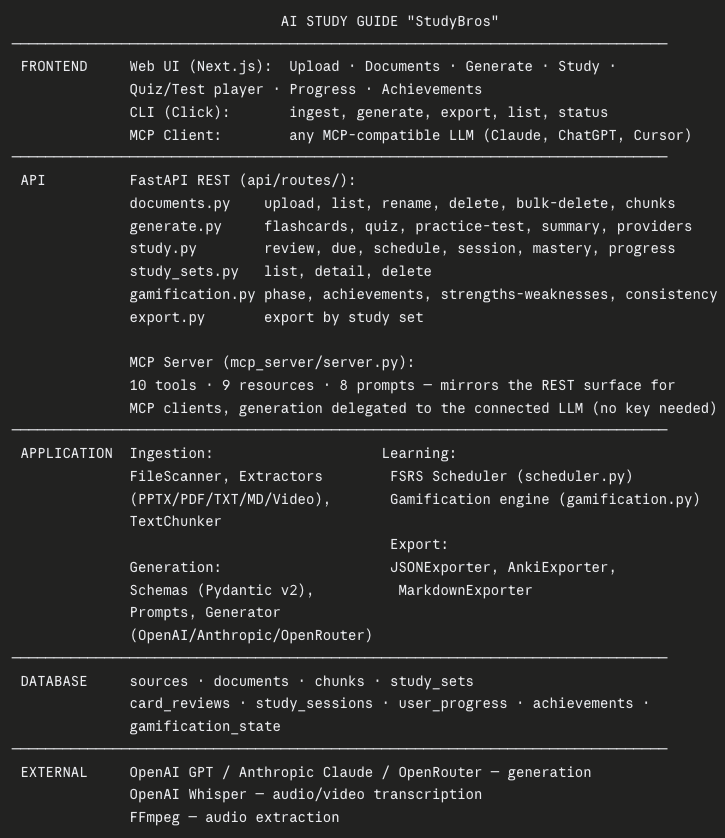 AI STUDY GUIDE "StudyBros"
FRONTEND Web UI (Next.js): Upload · Documents · Generate · Study ·
Quiz/Test player · Progress · Achievements
CLI (Click): ingest, generate, export, list, status
MCP Client: any MCP-compatible LLM (Claude, ChatGPT, Cursor)
API FastAPI REST (api/routes/):
documents.py upload, list, rename, delete, bulk-delete, chunks
generate.py flashcards, quiz, practice-test, summary, providers
study.py review, due, schedule, session, mastery, progress
study_sets.py list, detail, delete
gamification.py phase, achievements, strengths-weaknesses, consistency
export.py export by study set
MCP Server (mcp_server/server.py):
10 tools · 9 resources · 8 prompts — mirrors the REST surface for
MCP clients, generation delegated to the connected LLM (no key needed)
APPLICATION Ingestion: Learning:
FileScanner, Extractors FSRS Scheduler (scheduler.py)
(PPTX/PDF/TXT/MD/Video), Gamification engine (gamification.py)
TextChunker
Export:
Generation: JSONExporter, AnkiExporter,
Schemas (Pydantic v2), MarkdownExporter
Prompts, Generator
(OpenAI/Anthropic/OpenRouter)
DATABASE sources · documents · chunks · study_sets
card_reviews · study_sessions · user_progress · achievements ·
gamification_state
EXTERNAL OpenAI GPT / Anthropic Claude / OpenRouter — generation
OpenAI Whisper — audio/video transcription
FFmpeg — audio extraction